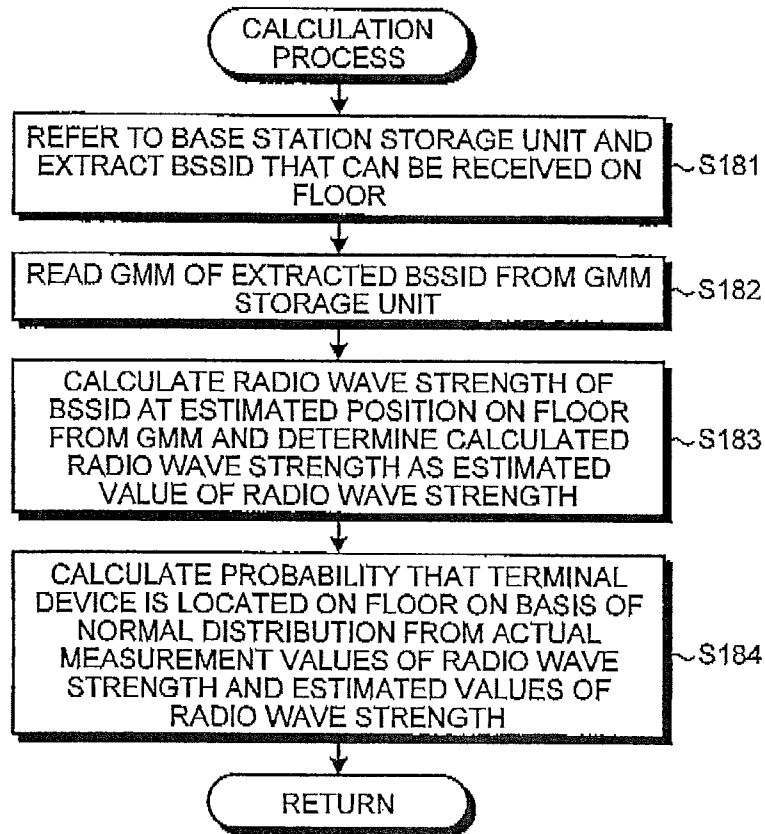 CALCULATION
PROCESS
REFER TO BASE STATION STORAGE UNIT AND
EXTRACT BSSID THAT CAN BE RECEIVED ON
FLOOR
S181
READ GMM OF EXTRACTED BSSID FROM GMM
STORAGE UNIT
S182
CALCULATE RADIO WAVE STRENGTH OF
BSSID AT ESTIMATED POSITION ON FLOOR
FROM GMM AND DETERMINE CALCULATED
RADIO WAVE STRENGTH AS ESTIMATED
VALUE OF RADIO WAVE STRENGTH
S183
CALCULATE PROBABILITY THAT TERMINAL
DEVICE IS LOCATED ON FLOOR ON BASIS OF
NORMAL DISTRIBUTION FROM ACTUAL
MEASUREMENT VALUES OF RADIO WAVE
STRENGTH AND ESTIMATED VALUES OF
RADIO WAVE STRENGTH
S184
RETURN